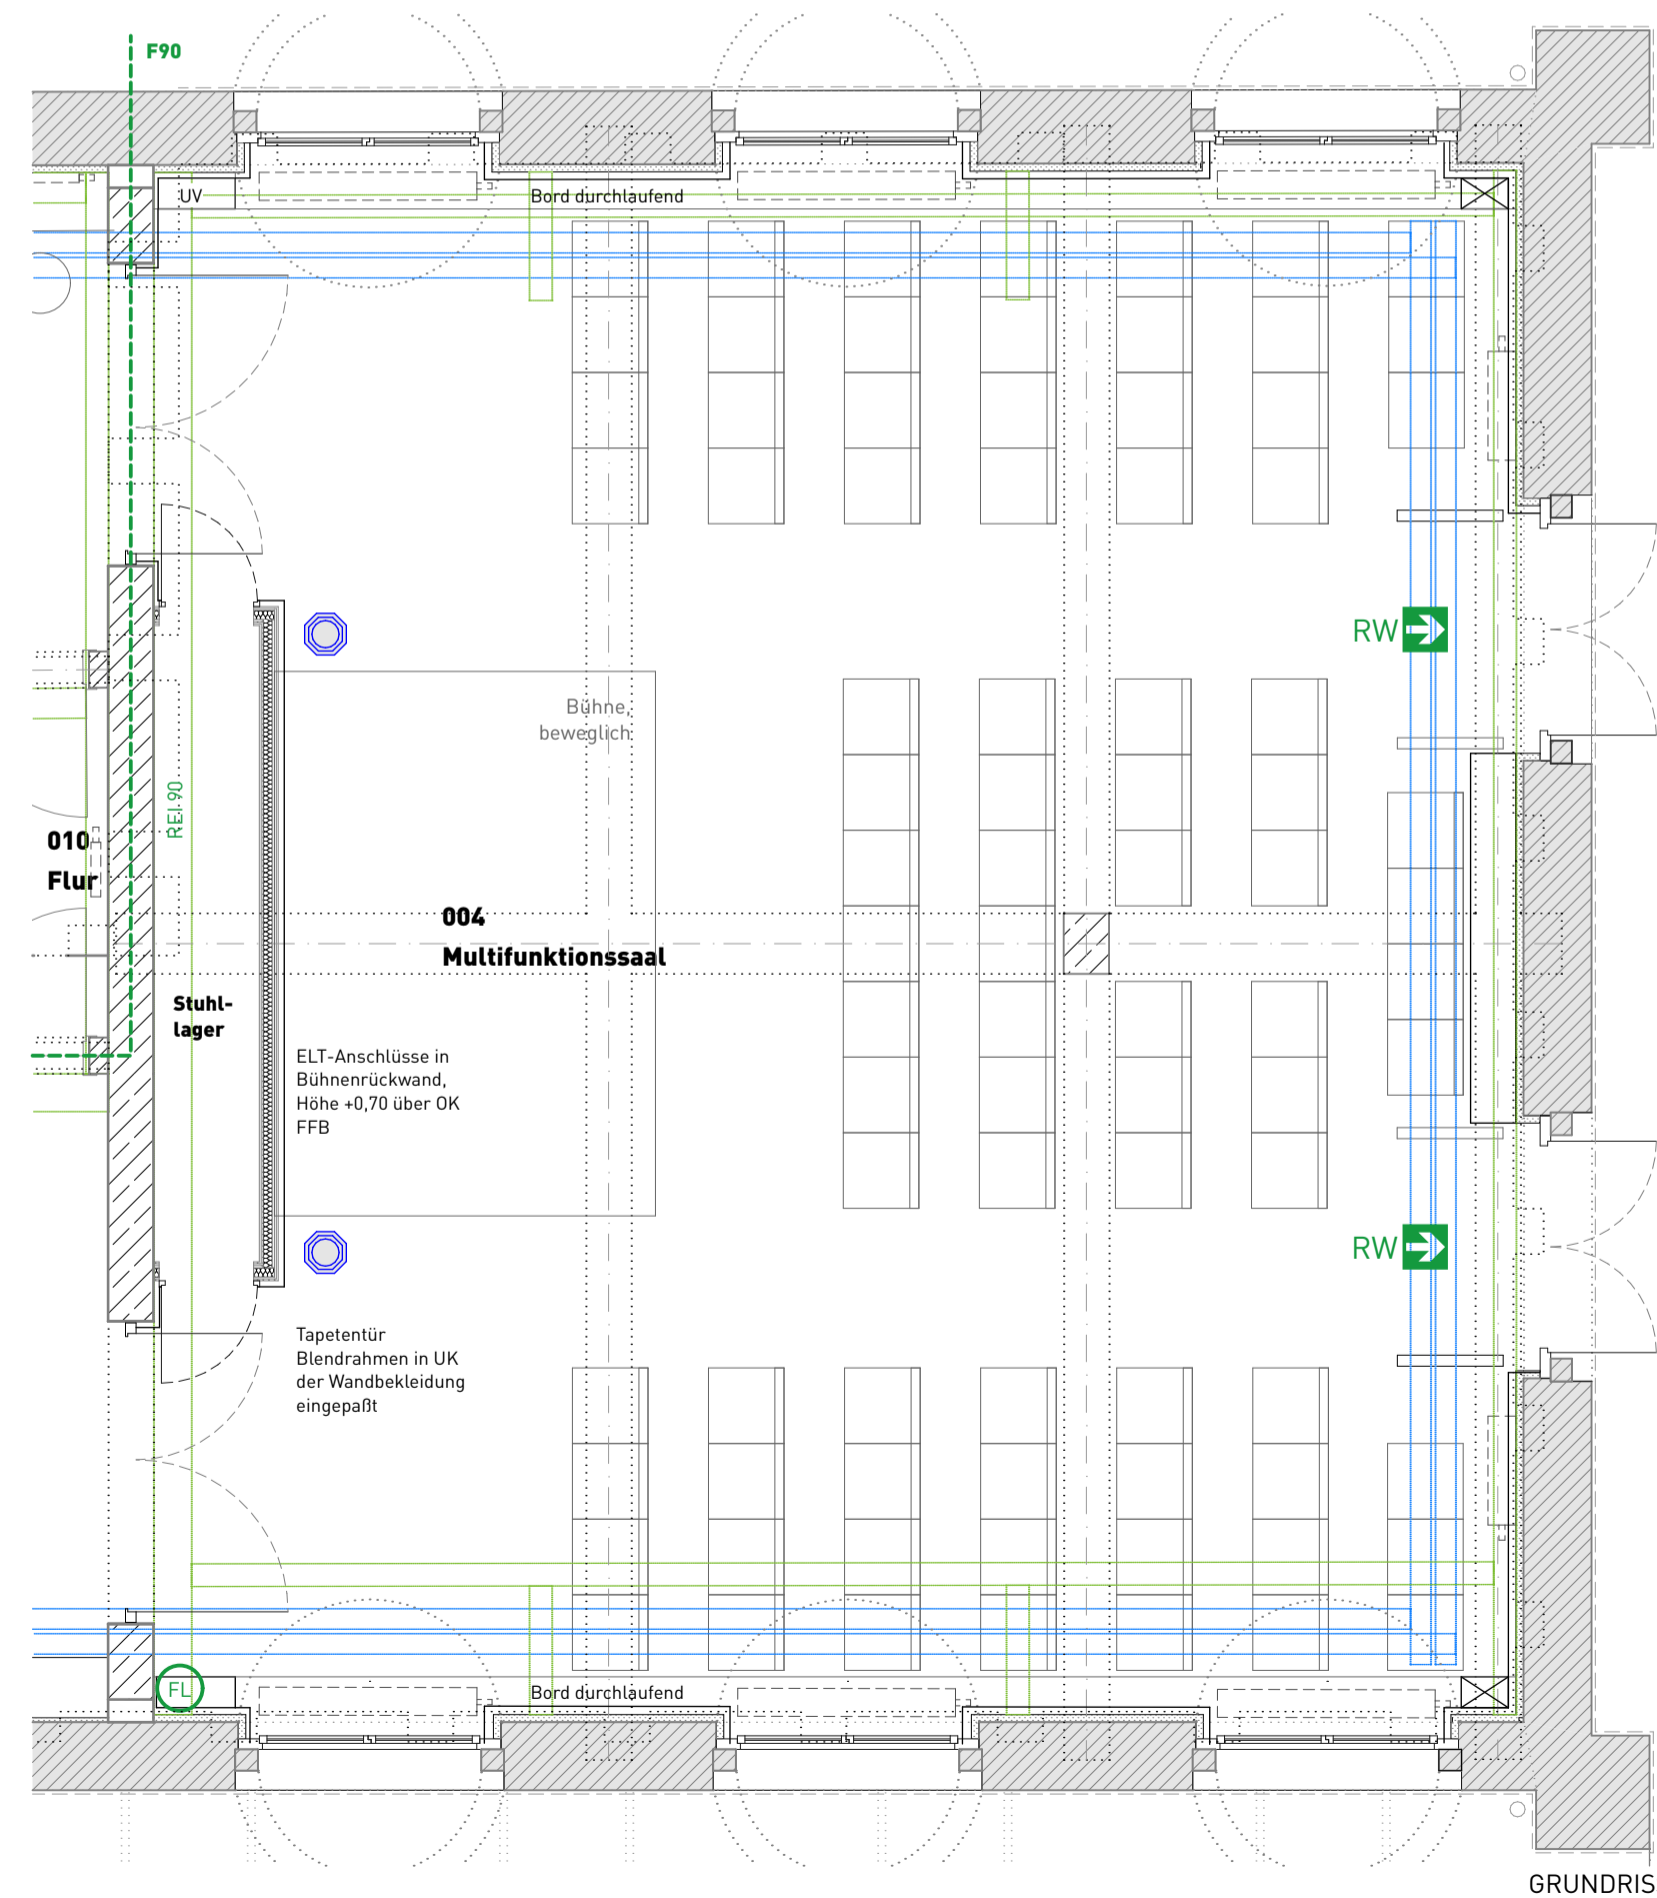 F90
UV
Bord durchlaufend
RW
Bühne,
beweglich
REI 90
010
Flur
004
Multifunktionssaal
Stuhl-
lager
ELT-Anschlüsse in
Bühnenrückwand,
Höhe +0,70 über OK
FFB
RW
Tapetentür
Blendrahmen in UK
der Wandbekleidung
eingepaßt
FL
Bord durchlaufend
GRUNDRIS